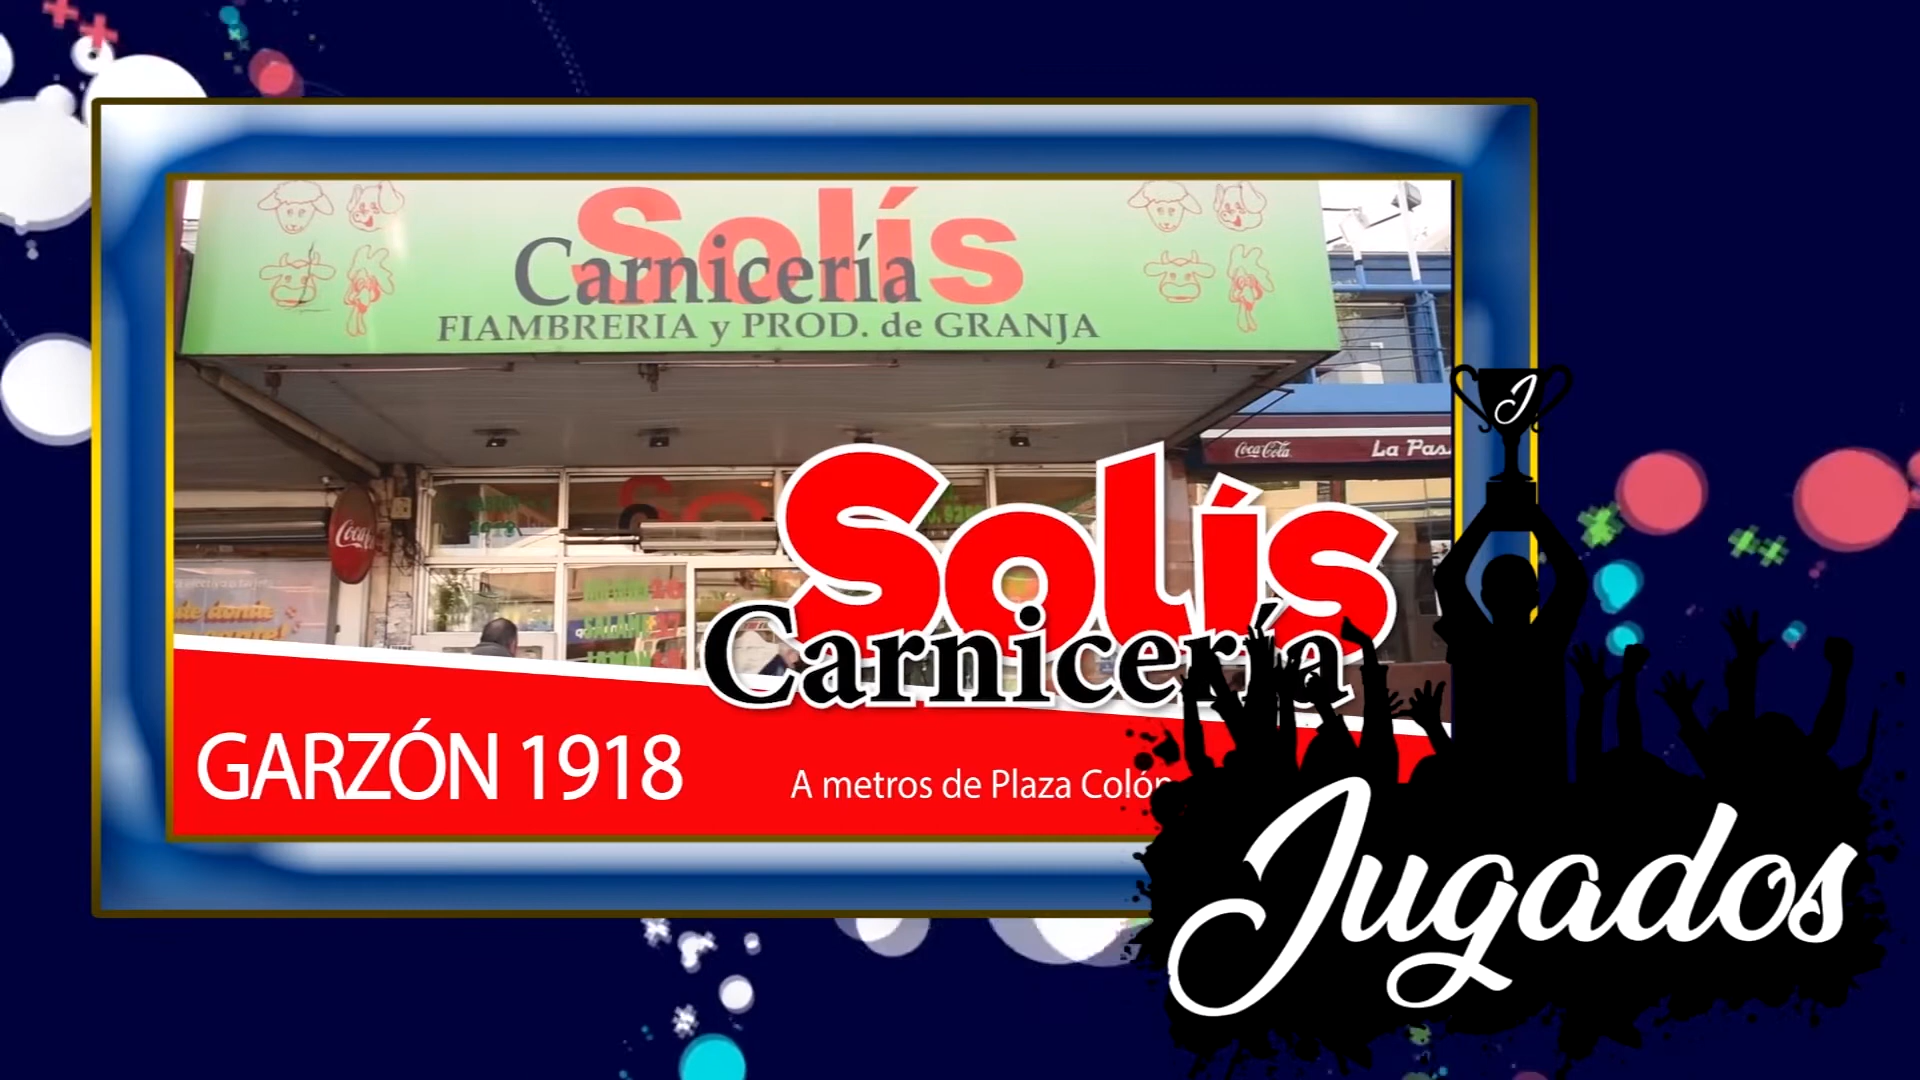 Solís
Carnicería
FIAMBRERIA y PROD. de GRANJA
Coca-Cola
La Pas
Coca
Solís
Carnicería
GARZÓN 1918
A metros de Plaza Colón
J
Jugados